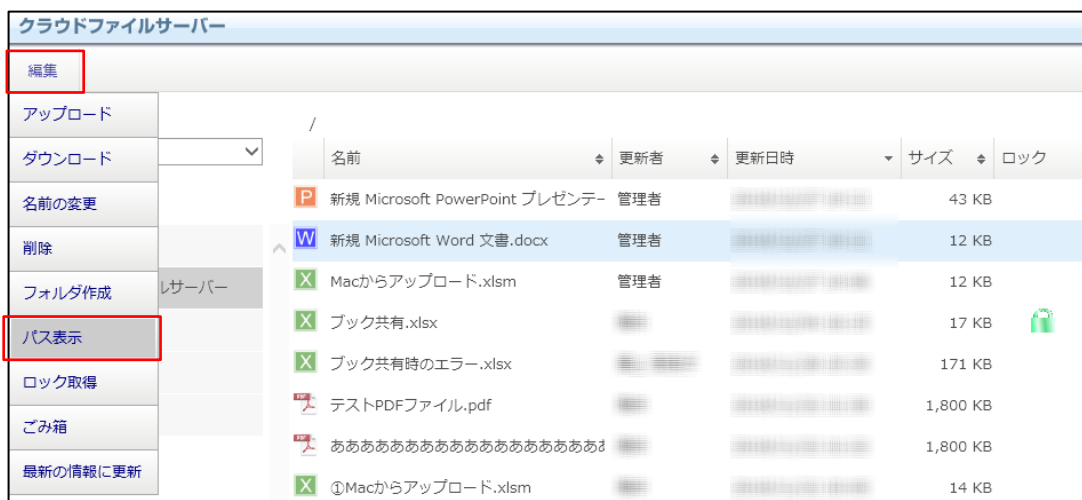 クラウドファイルサーバー
編集
アップロード
ダウンロード
名前の変更
削除
フォルダ作成
パス表示
ロック取得
ごみ箱
最新の情報に更新
ルサーバー
/
名前 更新者 更新日時 サイズ ロック
新規 Microsoft PowerPoint プレゼンテー 管理者 43 KB
新規 Microsoft Word 文書.docx 管理者 12 KB
Macからアップロード.xlsm 管理者 12 KB
ブック共有.xlsx 17 KB
ブック共有時のエラー.xlsx 171 KB
テストPDFファイル.pdf 1,800 KB
ああああああああああああああああああ 1,800 KB
①Macからアップロード.xlsm 14 KB